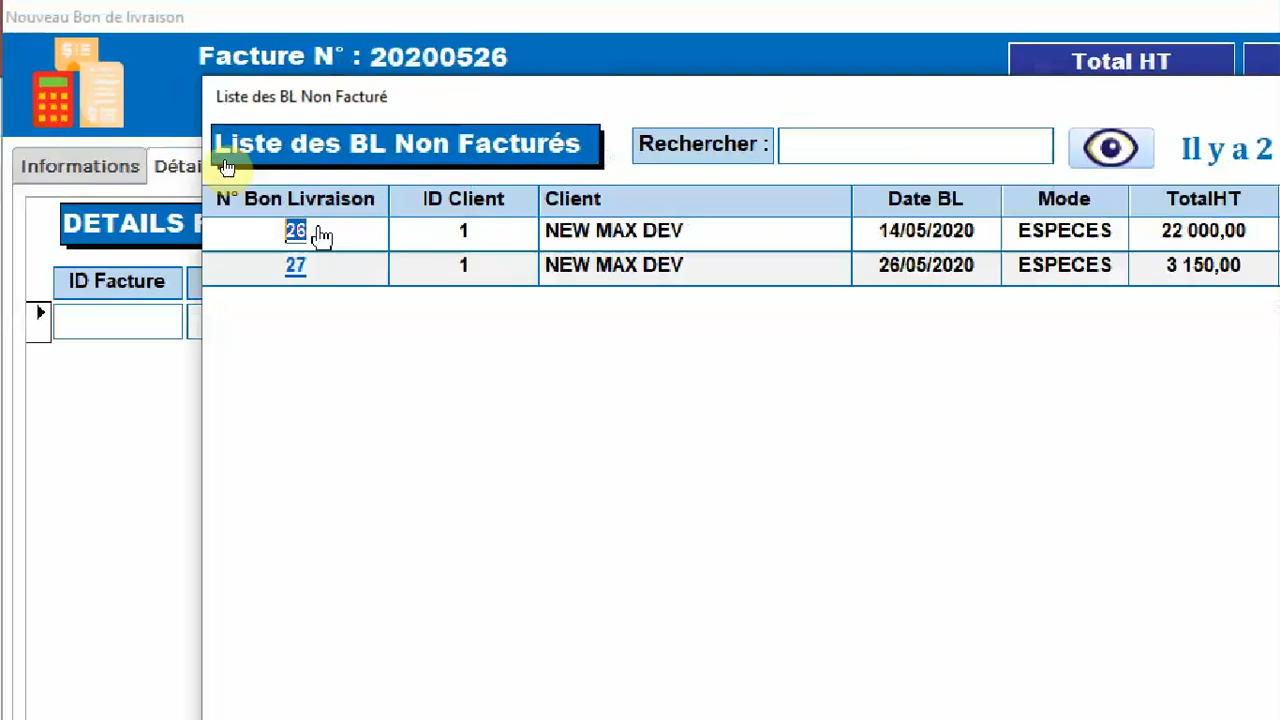 Nouveau Bon de livraison
Facture N° : 20200526
Total HT
Liste des BL Non Facturé
Liste des BL Non Facturés
Rechercher :
Il y a 2
Informations
Détai
N° Bon Livraison ID Client Client Date BL Mode TotalHT
26 1 NEW MAX DEV 14/05/2020 ESPECES 22 000,00
27 1 NEW MAX DEV 26/05/2020 ESPECES 3 150,00
DETAILS F
ID Facture